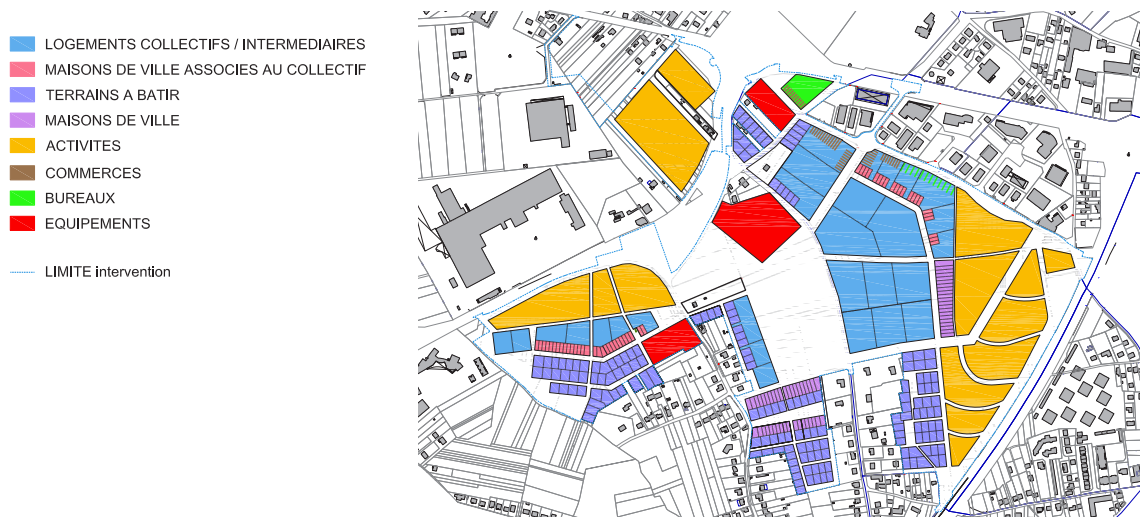 LOGEMENTS COLLECTIFS / INTERMEDIAIRES
MAISONS DE VILLE ASSOCIES AU COLLECTIF
TERRAINS A BATIR
MAISONS DE VILLE
ACTIVITES
COMMERCES
BUREAUX
EQUIPEMENTS
LIMITE intervention